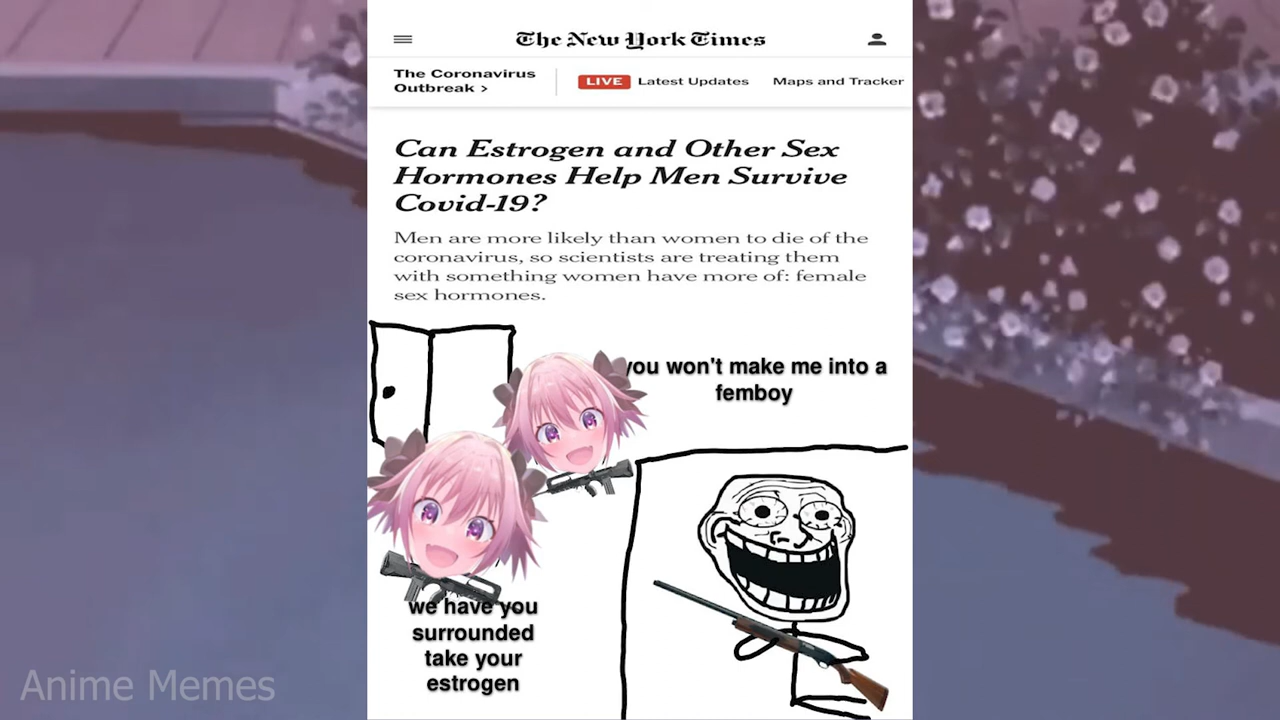 The New York Times
The Coronavirus
Outbreak >
LIVE Latest Updates Maps and Tracker
Can Estrogen and Other Sex
Hormones Help Men Survive
Covid-19?
Men are more likely than women to die of the
coronavirus, so scientists are treating them
with something women have more of: female
sex hormones.
you won't make me into a
femboy
we have you
surrounded
take your
estrogen
Anime Memes